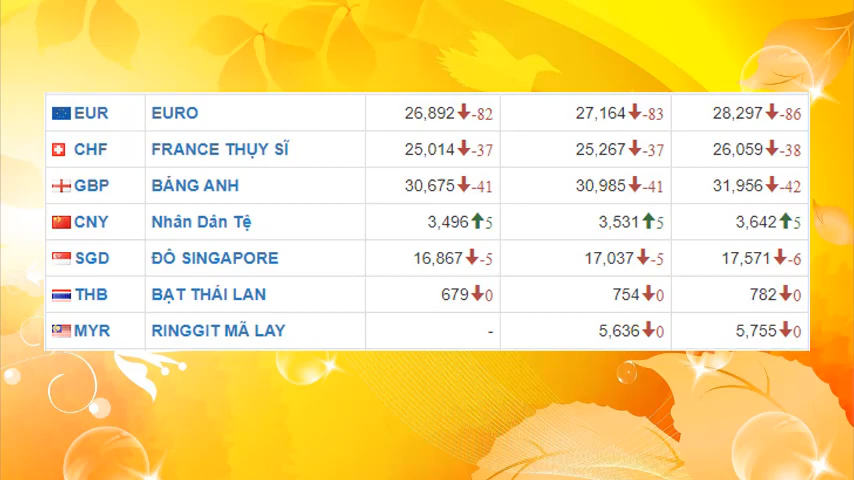 EUR EURO 26,892 -82 27,164 -83 28,297 -86
CHF FRANCE THỤY SĨ 25,014 -37 25,267 -37 26,059 -38
GBP BẢNG ANH 30,675 -41 30,985 -41 31,956 -42
CNY Nhân Dân Tệ 3,496 5 3,531 5 3,642 5
SGD ĐÔ SINGAPORE 16,867 -5 17,037 -5 17,571 -6
THB BẠT THÁI LAN 679 0 754 0 782 0
MYR RINGGIT MÃ LAY - 5,636 0 5,755 0